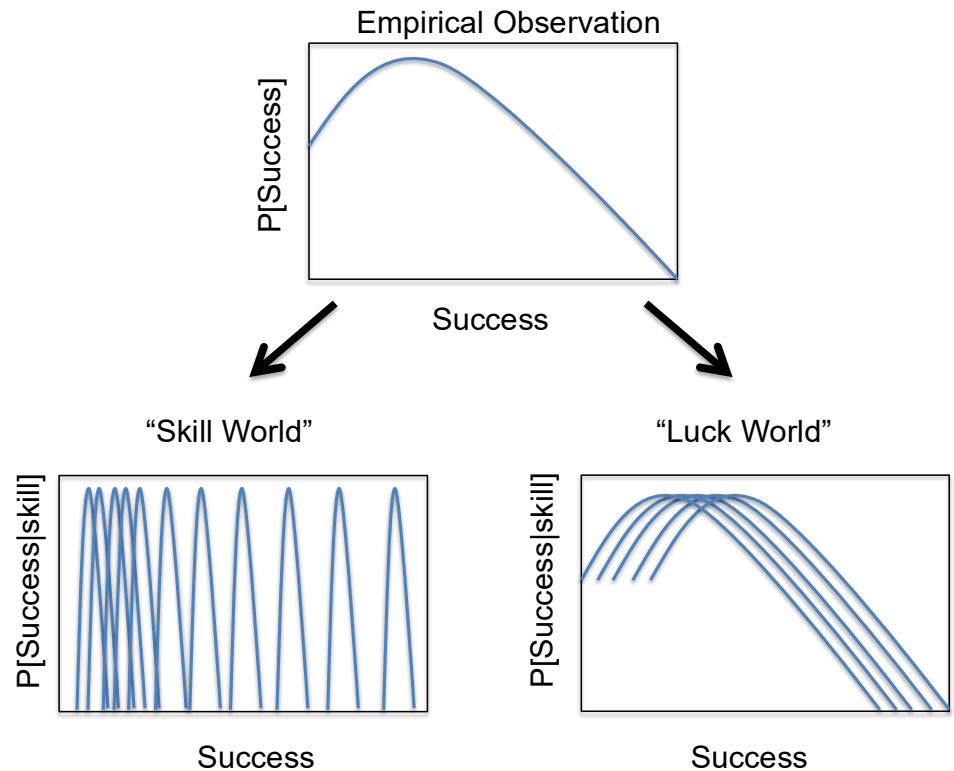 Empirical Observation
P[Success]
Success
“Skill World”
“Luck World”
P[Success|skill]
Success
P[Success|skill]
Success